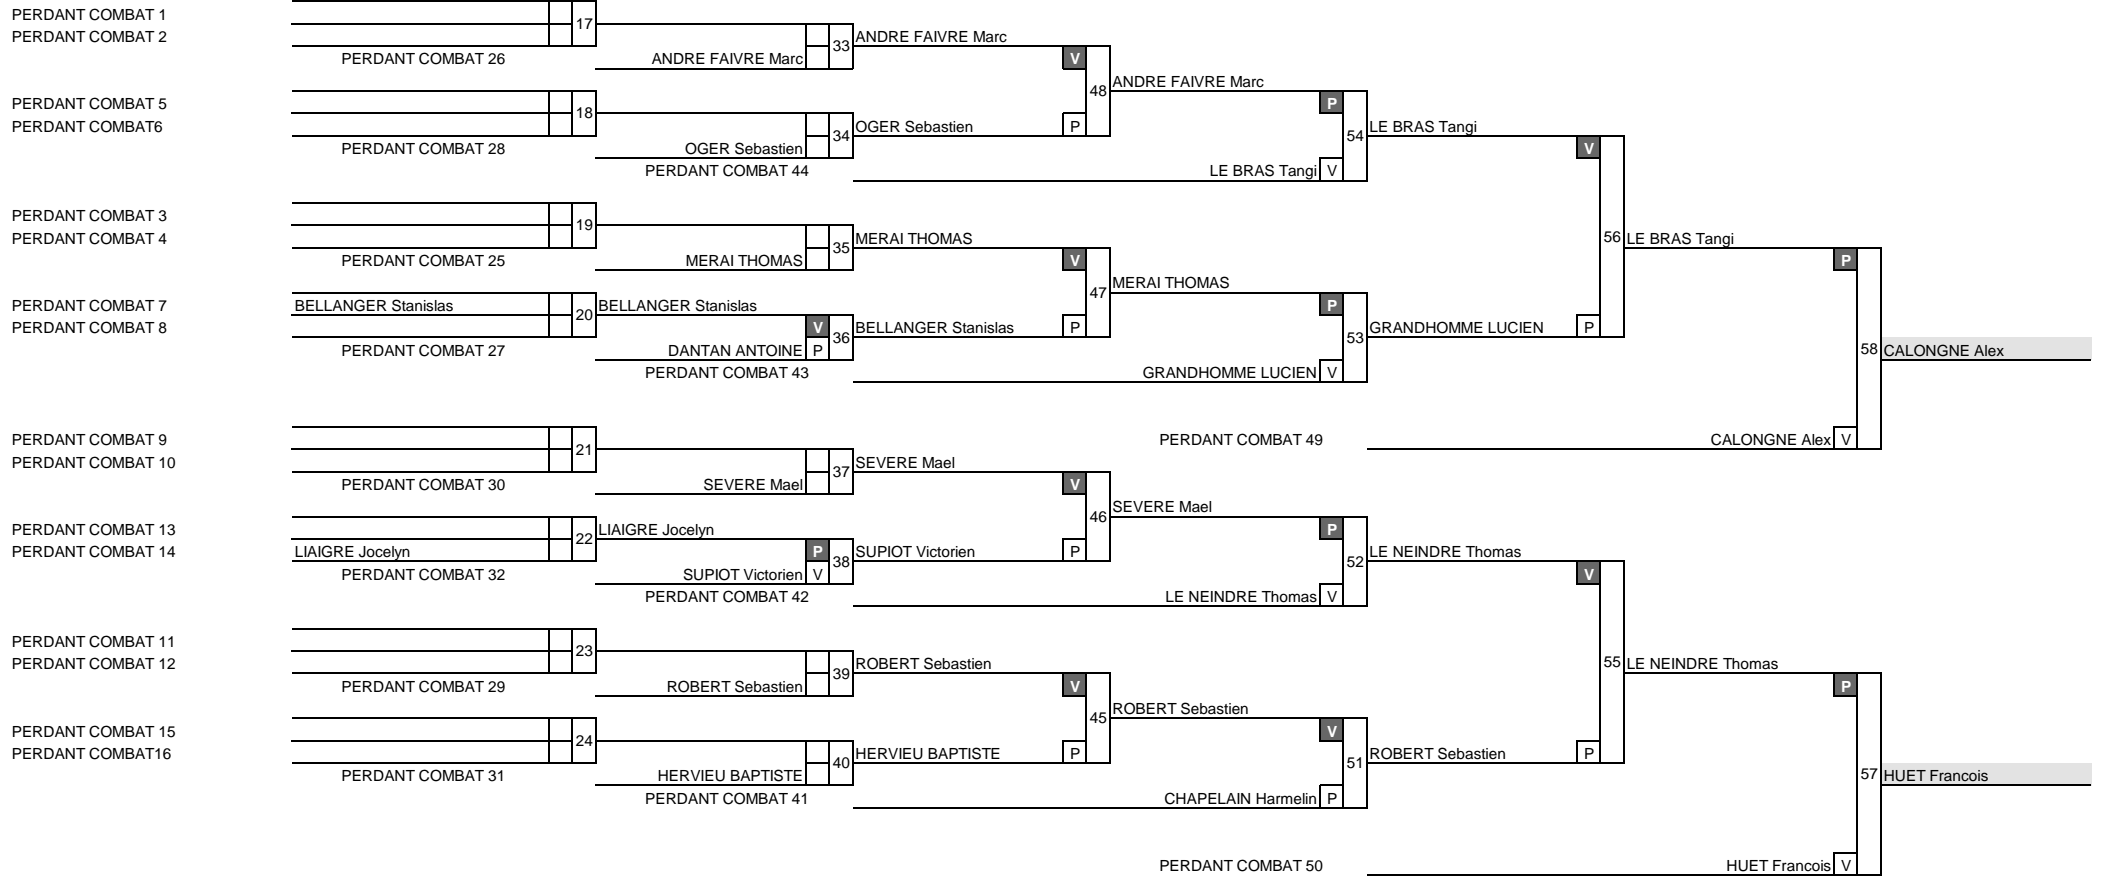 PERDANT COMBAT 1
17
PERDANT COMBAT 2
33 ANDRE FAIVRE Marc
PERDANT COMBAT 26
ANDRE FAIVRE Marc
V
48 ANDRE FAIVRE Marc
PERDANT COMBAT 5
P
18
PERDANT COMBAT6
34 OGER Sebastien P
54 LE BRAS Tangi
PERDANT COMBAT 28
OGER Sebastien
V
PERDANT COMBAT 44
LE BRAS Tangi V
PERDANT COMBAT 3
19
PERDANT COMBAT 4
35 MERAI THOMAS
56 LE BRAS Tangi
PERDANT COMBAT 25
MERAI THOMAS
V
P
47 MERAI THOMAS
PERDANT COMBAT 7
BELLANGER Stanislas
20 BELLANGER Stanislas
P
PERDANT COMBAT 8
V
36 BELLANGER Stanislas P
53 GRANDHOMME LUCIEN P
PERDANT COMBAT 27
DANTAN ANTOINE P
58 CALONGNE Alex
PERDANT COMBAT 43
GRANDHOMME LUCIEN V
PERDANT COMBAT 9
21
PERDANT COMBAT 49
CALONGNE Alex V
PERDANT COMBAT 10
37 SEVERE Mael
PERDANT COMBAT 30
SEVERE Mael
V
46 SEVERE Mael
PERDANT COMBAT 13
22 LIAIGRE Jocelyn
P
PERDANT COMBAT 14
LIAIGRE Jocelyn
P
38 SUPIOT Victorien P
52 LE NEINDRE Thomas
PERDANT COMBAT 32
SUPIOT Victorien V
V
PERDANT COMBAT 42
LE NEINDRE Thomas V
PERDANT COMBAT 11
23
PERDANT COMBAT 12
39 ROBERT Sebastien
55 LE NEINDRE Thomas
PERDANT COMBAT 29
ROBERT Sebastien
V
P
45 ROBERT Sebastien
PERDANT COMBAT 15
24
V
PERDANT COMBAT16
40 HERVIEU BAPTISTE P
51 ROBERT Sebastien P
PERDANT COMBAT 31
HERVIEU BAPTISTE
57 HUET Francois
PERDANT COMBAT 41
CHAPELAIN Harmelin P
PERDANT COMBAT 50
HUET Francois V